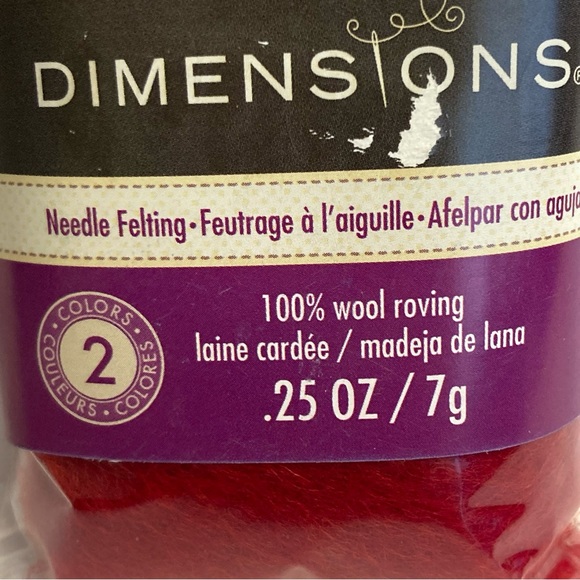 DIMENSIONS®
Needle Felting • Feutrage à l'aiguille • Afelpar con aguja
COLORS • COLORES • COULEURS •
2
100% wool roving
laine cardée / madeja de lana
.25 OZ / 7g